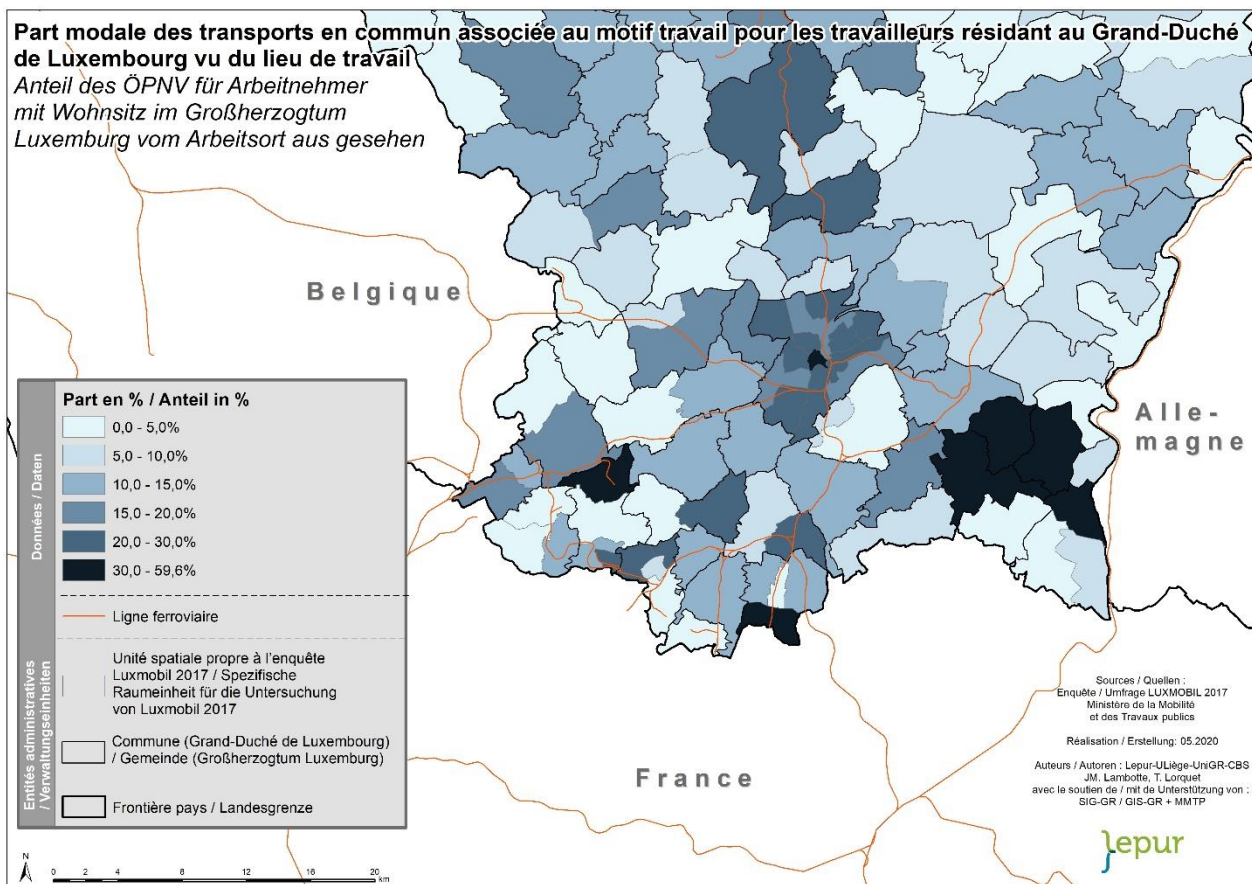 Part modale des transports en commun associée au motif travail pour les travailleurs résidant au Grand-Duché
de Luxembourg vu du lieu de travail
Anteil des ÖPNV für Arbeitnehmer
mit Wohnsitz im Großherzogtum
Luxemburg vom Arbeitsort aus gesehen
Belgique
Alle-
magne
France
Données / Daten
Part en % / Anteil in %
0,0 - 5,0%
5,0 - 10,0%
10,0 - 15,0%
15,0 - 20,0%
20,0 - 30,0%
30,0 - 59,6%
Ligne ferroviaire
Entités administratives
/ Verwaltungseinheiten
Unité spatiale propre à l'enquête
Luxmobil 2017 / Spezifische
Raumeinheit für die Untersuchung
von Luxmobil 2017
Commune (Grand-Duché de Luxembourg)
/ Gemeinde (Großherzogtum Luxemburg)
Frontière pays / Landesgrenze
N
0 2 4 8 12 16 20
km
Sources / Quellen :
Enquête / Umfrage LUXMOBIL 2017
Ministère de la Mobilité
et des Travaux publics
Réalisation / Erstellung: 05.2020
Auteurs / Autoren : Lepur-ULiège-UniGR-CBS
JM. Lambotte, T. Lorquet
avec le soutien de / mit de Unterstützung von :
SIG-GR / GIS-GR + MMTP
lepur